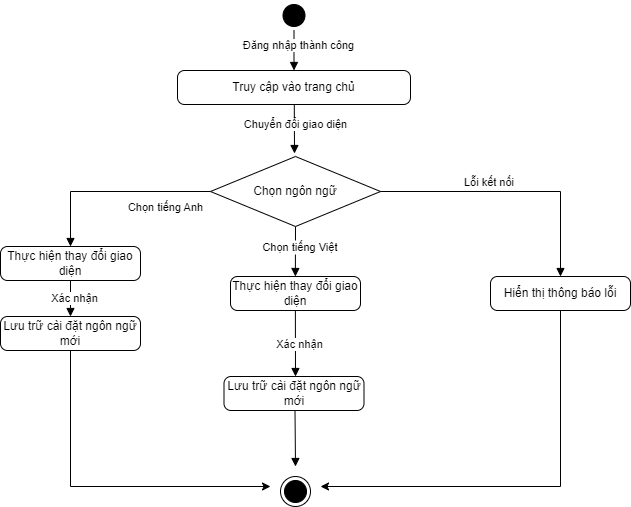 Đăng nhập thành công
Truy cập vào trang chủ
Chuyển đổi giao diện
Chọn ngôn ngữ
Lỗi kết nối
Chọn tiếng Anh
Chọn tiếng Việt
Thực hiện thay đổi giao
diện
Thực hiện thay đổi giao
diện
Hiển thị thông báo lỗi
Xác nhận
Lưu trữ cài đặt ngôn ngữ
mới
Xác nhận
Lưu trữ cài đặt ngôn ngữ
mới